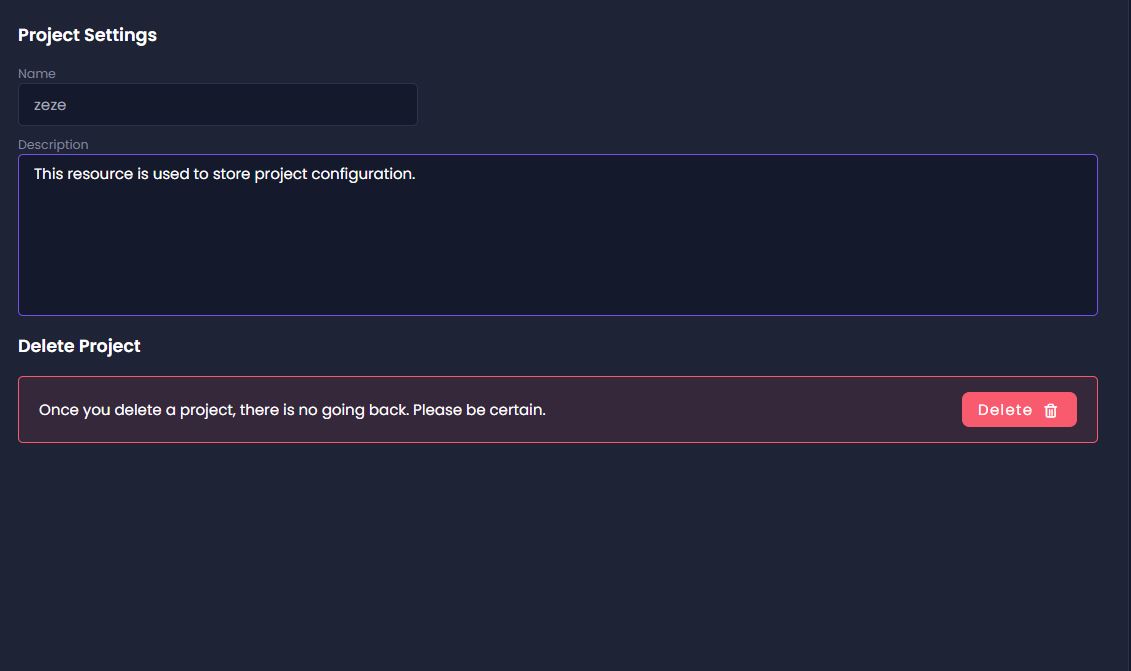 Project Settings
Name
zeze
Description
This resource is used to store project configuration.
Delete Project
Once you delete a project, there is no going back. Please be certain.
Delete